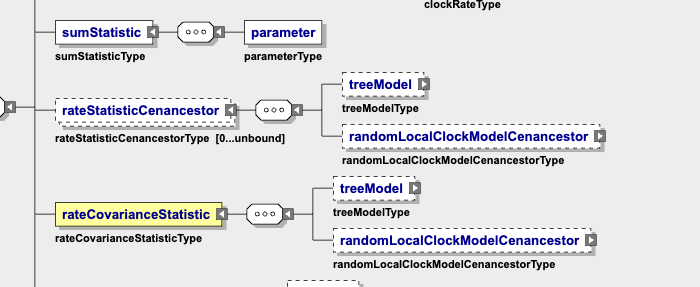 clockRateType
sumStatistic
parameter
sumStatisticType
parameterType
treeModel
rateStatisticCenancestor
treeModelType
randomLocalClockModelCenancestor
rateStatisticCenancestorType [0...unbound]
randomLocalClockModelCenancestorType
treeModel
rateCovarianceStatistic
treeModelType
rateCovarianceStatisticType
randomLocalClockModelCenancestor
randomLocalClockModelCenancestorType